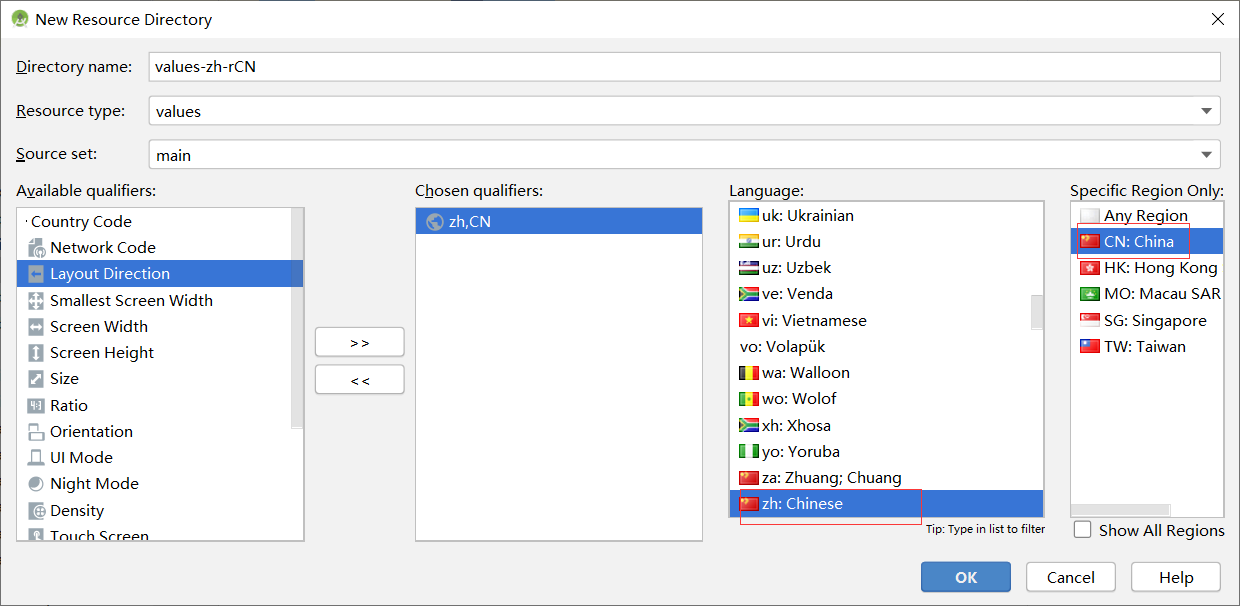 New Resource Directory
Directory name: values-zh-rCN
Resource type: values
Source set: main
Available qualifiers:
Country Code
Network Code
Layout Direction
Smallest Screen Width
Screen Width
Screen Height
Size
Ratio
Orientation
UI Mode
Night Mode
Density
Touch Screen
>>
<<
Chosen qualifiers:
zh,CN
Language:
uk: Ukrainian
ur: Urdu
uz: Uzbek
ve: Venda
vi: Vietnamese
vo: Volapük
wa: Walloon
wo: Wolof
xh: Xhosa
yo: Yoruba
za: Zhuang; Chuang
zh: Chinese
Tip: Type in list to filter
Specific Region Only:
Any Region
CN: China
HK: Hong Kong
MO: Macau SAR
SG: Singapore
TW: Taiwan
Show All Regions
OK
Cancel
Help